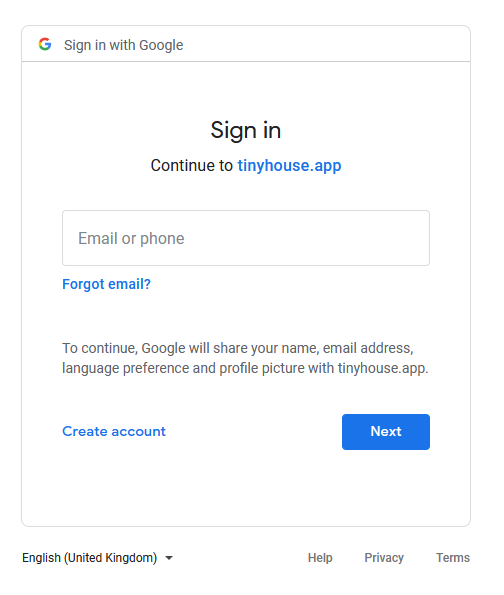 Sign in with Google
Sign in
Continue to tinyhouse.app
Email or phone
Forgot email?
To continue, Google will share your name, email address,
language preference and profile picture with tinyhouse.app.
Create account
Next
English (United Kingdom)
Help
Privacy
Terms